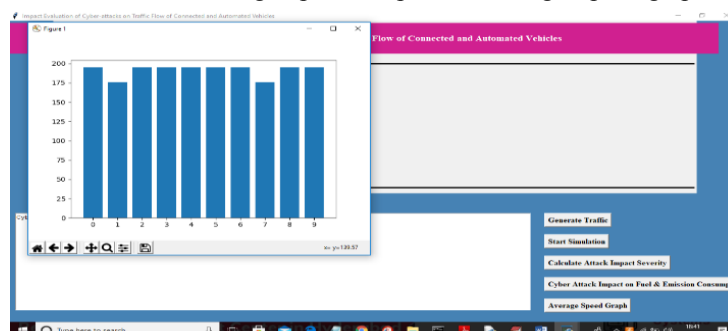 Impact Evaluation of Cyber-attacks on Traffic Flow of Connected and Automated Vehicles
Figure 1
Flow of Connected and Automated Vehicles
200
175
150
125
100
75
50
25
0
0 1 2 3 4 5 6 7 8 9
x= y=138.57
Generate Traffic
Start Simulation
Calculate Attack Impact Severity
Cyber Attack Impact on Fuel & Emission Consump
Average Speed Graph
Type here to search
16:41